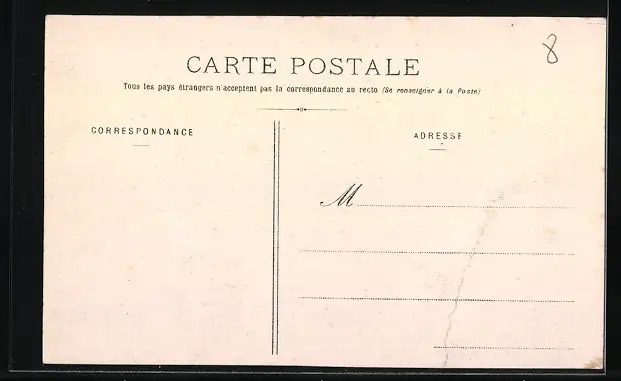 8
CARTE POSTALE
Tous les pays étrangers n'acceptent pas la correspondance au recto (Se renseigner à la Poste)
CORRESPONDANCE
ADRESSE
M